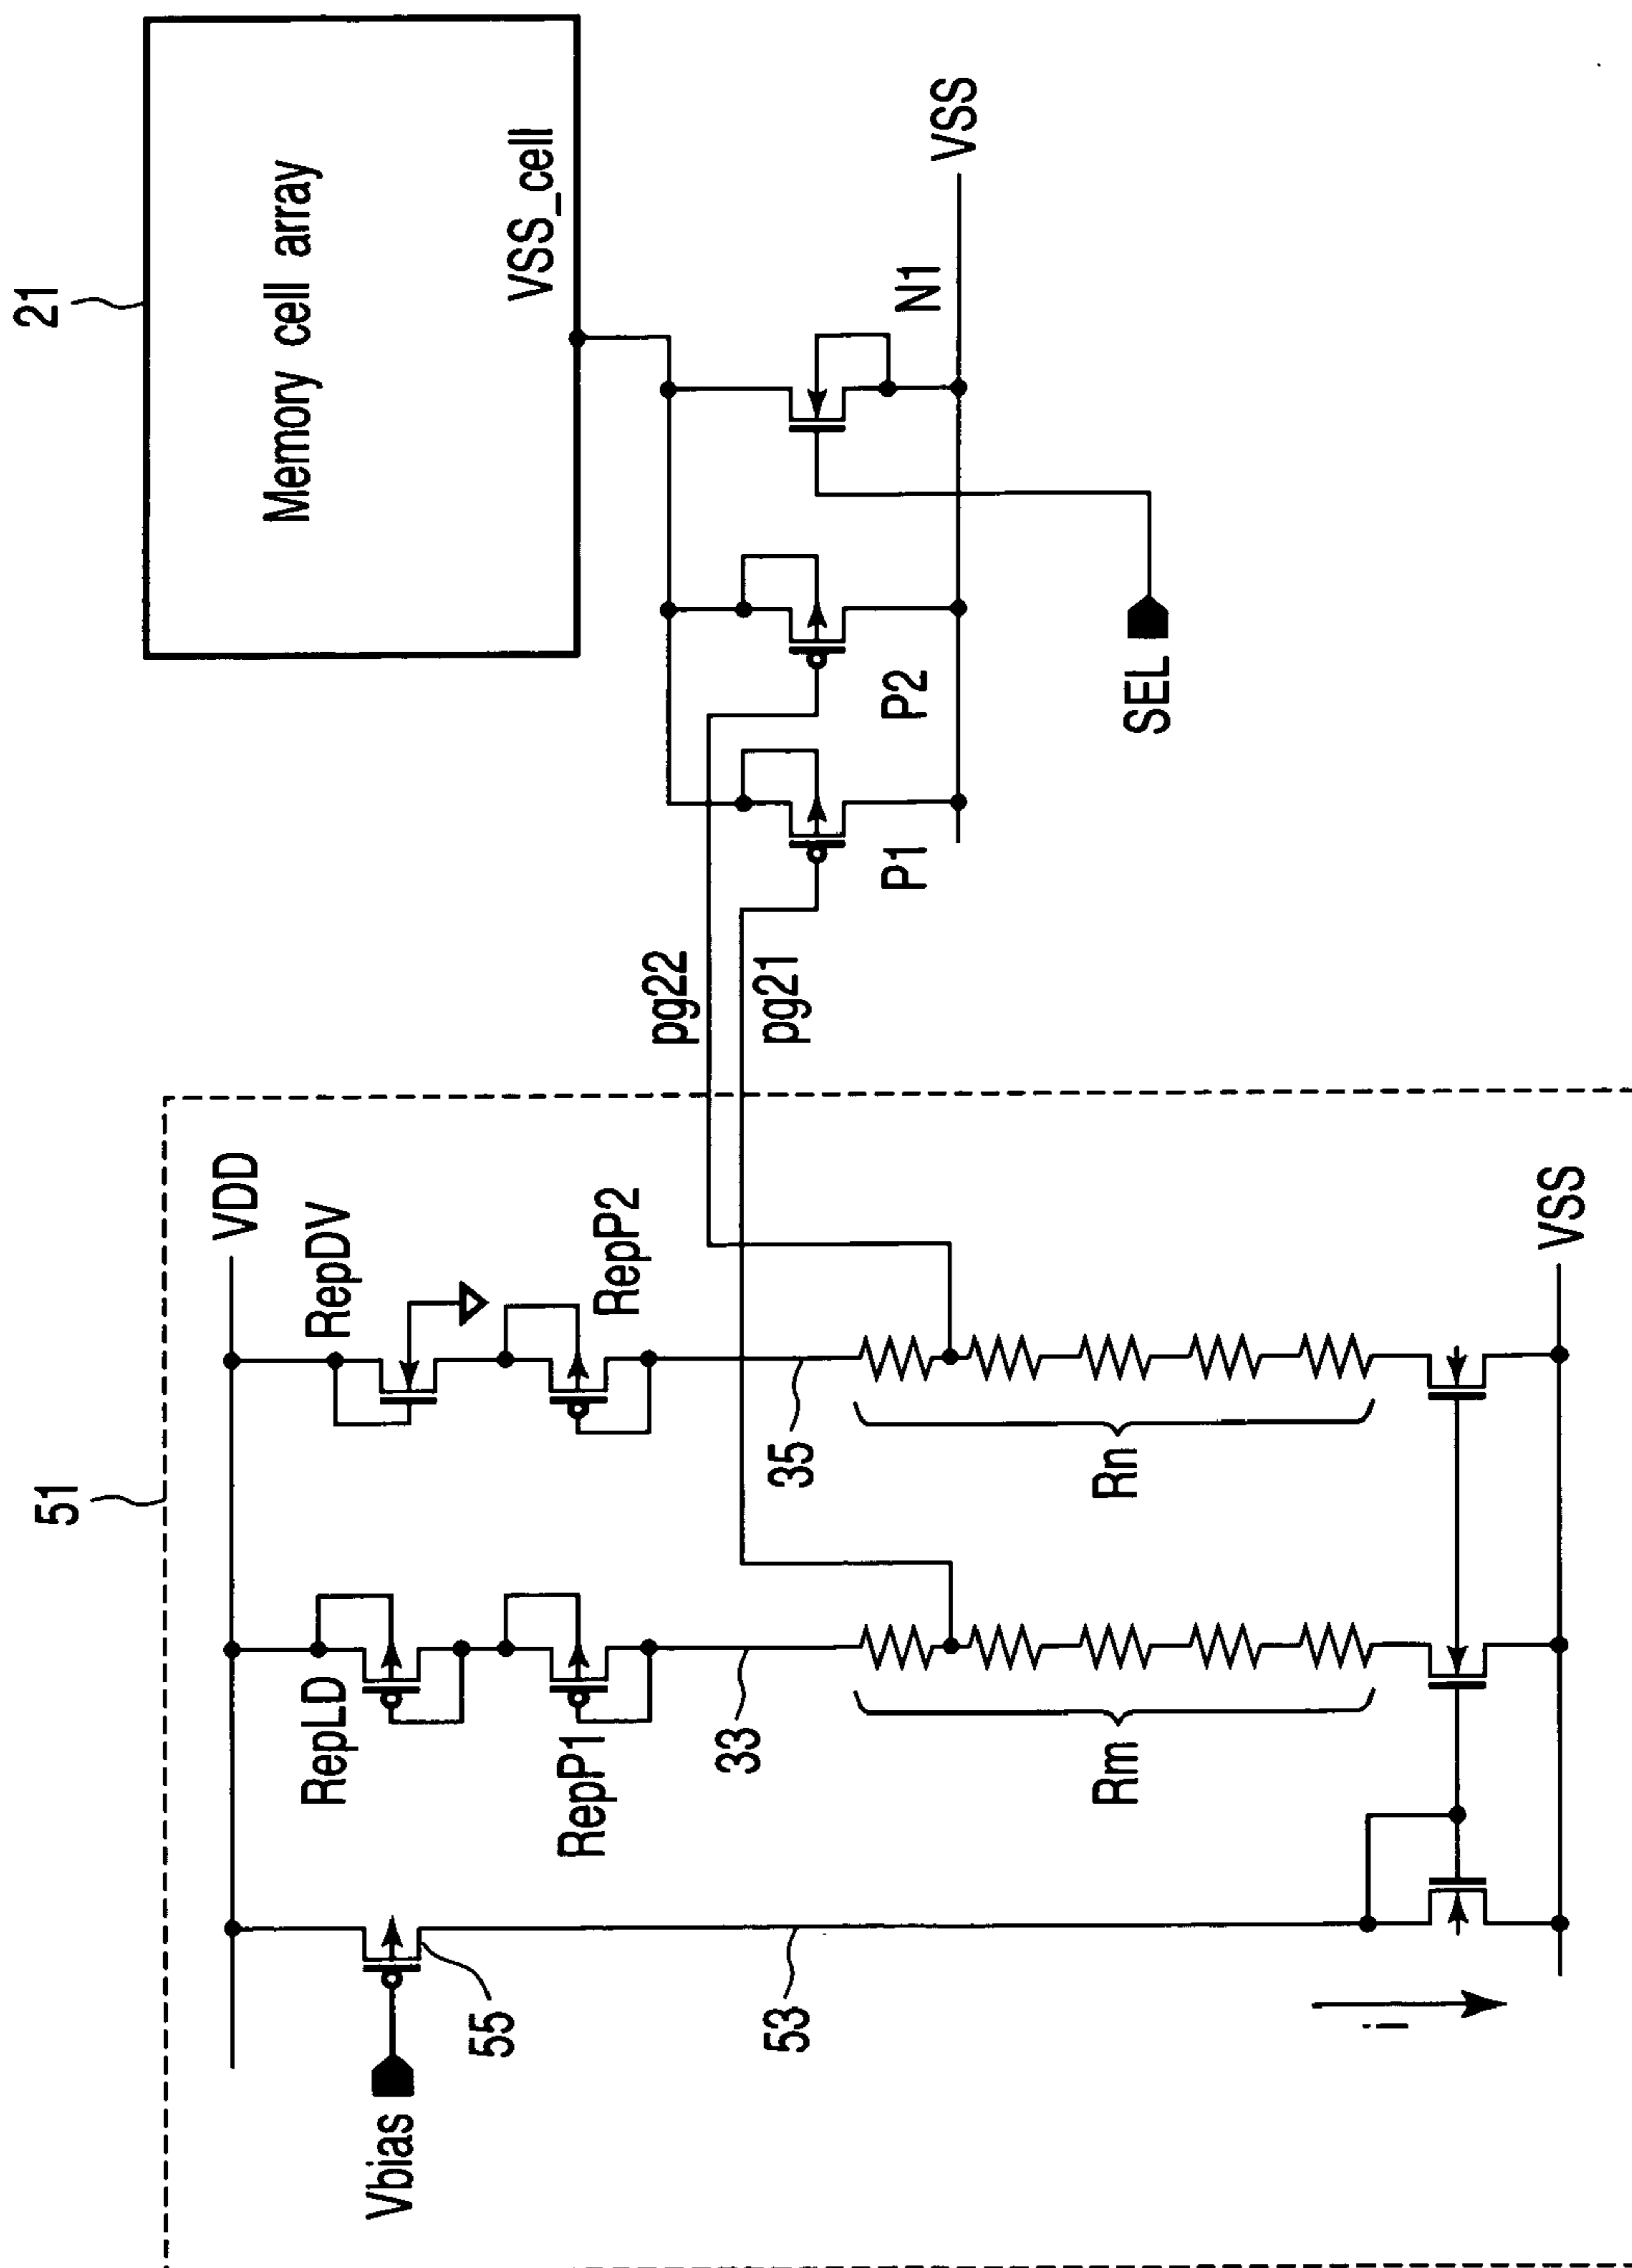 21
Memory cell array
VSS_cell
VSS
N1
P2
P1
SEL
pg22
pg21
51
VDD
RepDV
RepP2
RepLD
RepP1
35
33
Rn
Rm
VSS
55
53
Vbias
i